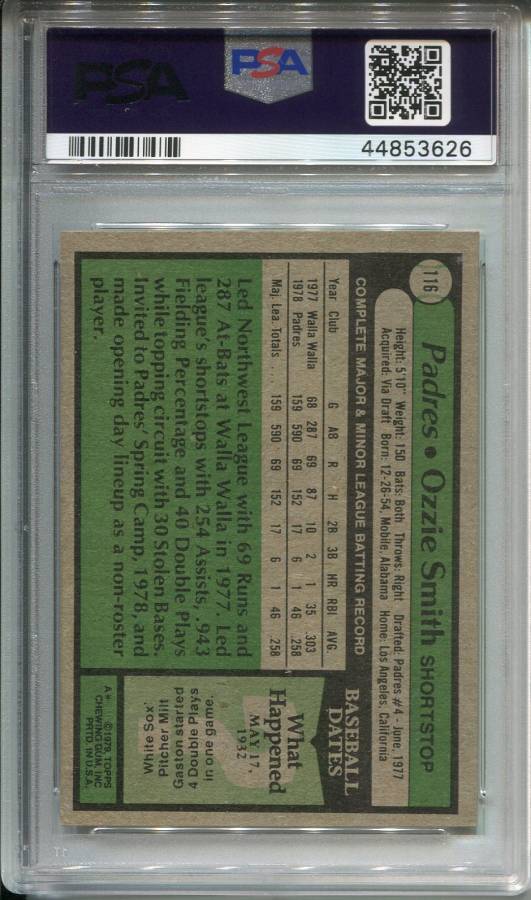 PSA
PSA
44853626
116
Padres • Ozzie Smith SHORTSTOP
Height: 5'10" Weight: 150 Bats: Both Throws: Right Drafted: Padres #4 - June, 1977
Acquired: Via Draft Born: 12-26-54, Mobile, Alabama Home: Los Angeles, California
COMPLETE MAJOR & MINOR LEAGUE BATTING RECORD
Year Club G AB R H 2B 3B HR RBI AVG.
1977 Walla Walla 68 287 69 87 10 2 1 35 .303
1978 Padres 159 590 69 152 17 6 1 46 .258
Maj. Lea. Totals 159 590 69 152 17 6 1 46 .258
Led Northwest League with 69 Runs and
287 At-Bats at Walla Walla in 1977. Led
league's shortstops with 254 Assists, .943
Fielding Percentage and 40 Double Plays
while topping circuit with 30 Stolen Bases.
Invited to Padres' Spring Camp, 1978, and
made opening day lineup as a non-roster
player.
BASEBALL
DATES
What
Happened
MAY 17,
1932
White Sox'
Pitcher Milt
Gaston started
4 Double Plays
in one game.
A* ©1979, TOPPS
CHEWING GUM, INC
PRTD IN U.S.A.